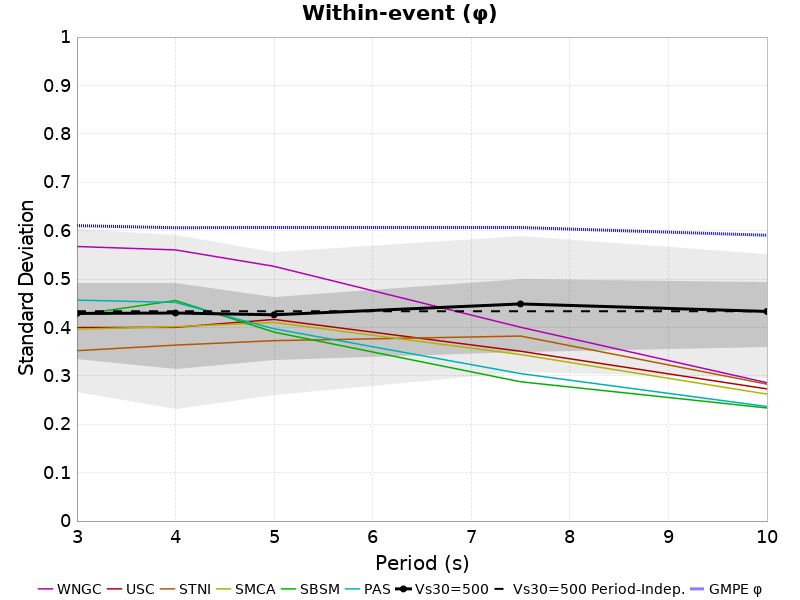 Within-event (φ)
1
0.9
0.8
0.7
0.6
0.5
0.4
0.3
0.2
0.1
0
Standard Deviation
3 4 5 6 7 8 9 10
Period (s)
WNGC USC STNI SMCA SBSM PAS Vs30=500 Vs30=500 Period-Indep. GMPE φ